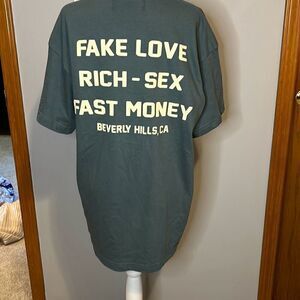 FAKE LOVE
RICH - SEX
FAST MONEY
BEVERLY HILLS, CA